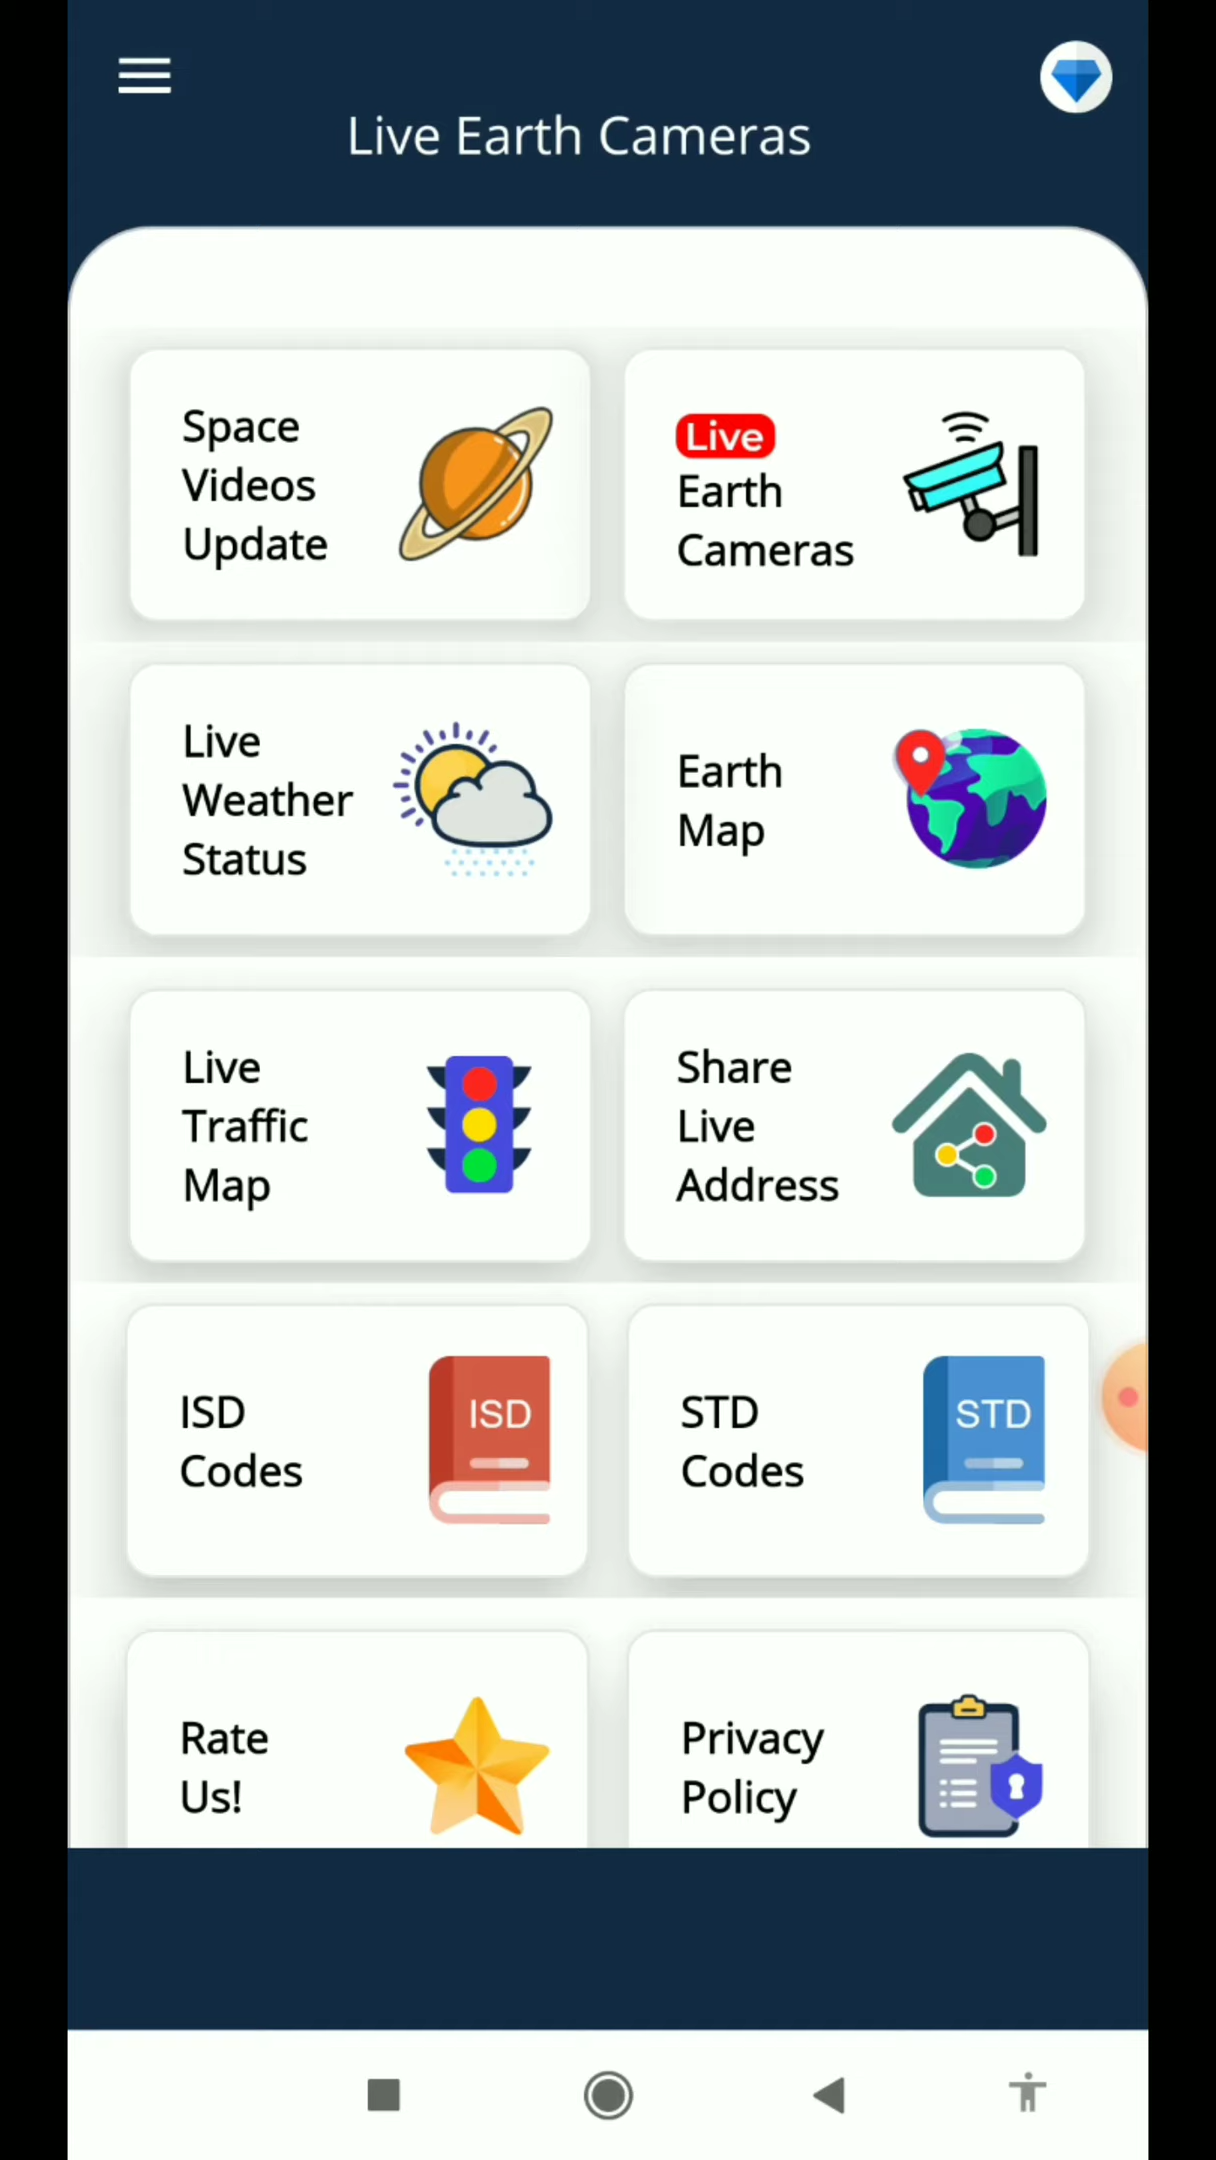 Live Earth Cameras
Space
Videos
Update
Live
Earth
Cameras
Live
Weather
Status
Earth
Map
Live
Traffic
Map
Share
Live
Address
ISD
Codes
ISD
STD
Codes
STD
Rate
Us!
Privacy
Policy